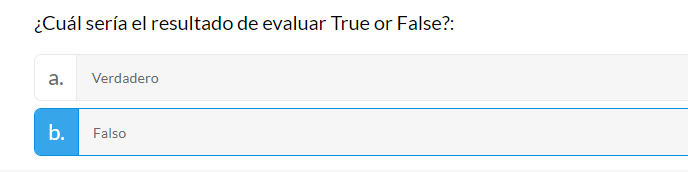 ¿Cuál sería el resultado de evaluar True or False?:
a. Verdadero
b. Falso